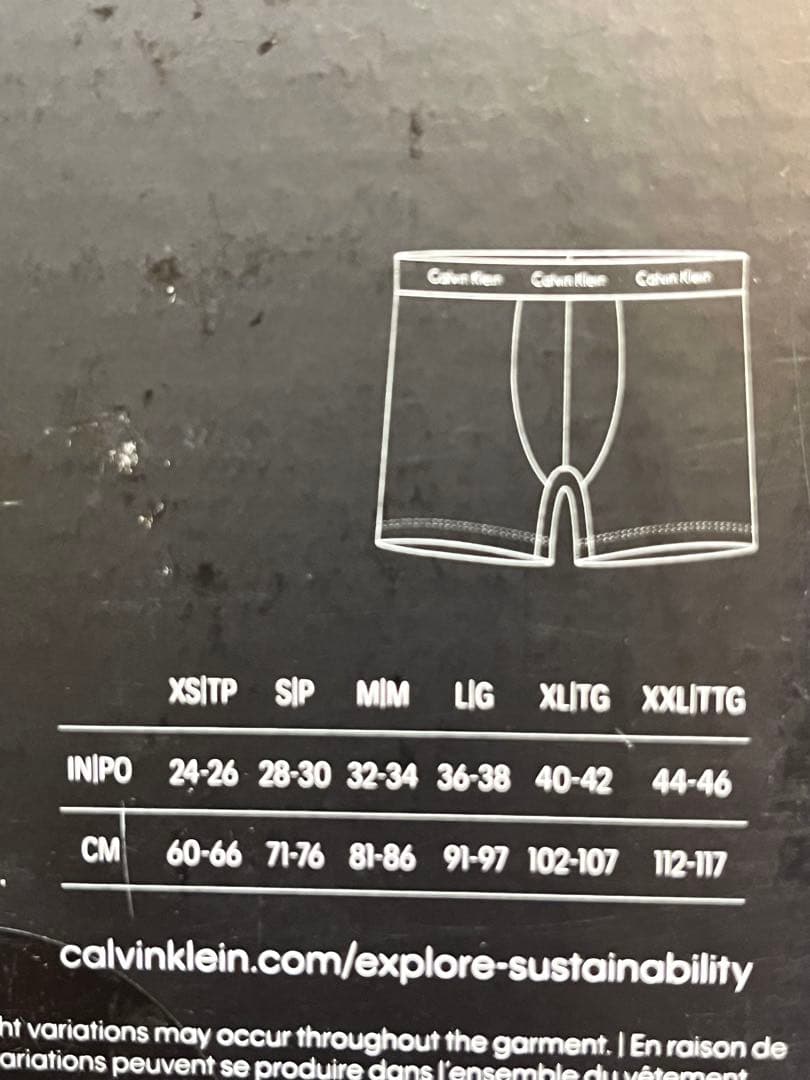 Calvin Klein Calvin Klein Calvin Klein
XS|TP S|P M|M L|G XL|TG XXL|TTG
IN|PO 24-26 28-30 32-34 36-38 40-42 44-46
CM 60-66 71-76 81-86 91-97 102-107 112-117
calvinklein.com/explore-sustainability
ht variations may occur throughout the garment. | En raison de
ariations peuvent se produire dans l'ensemble du vêtement